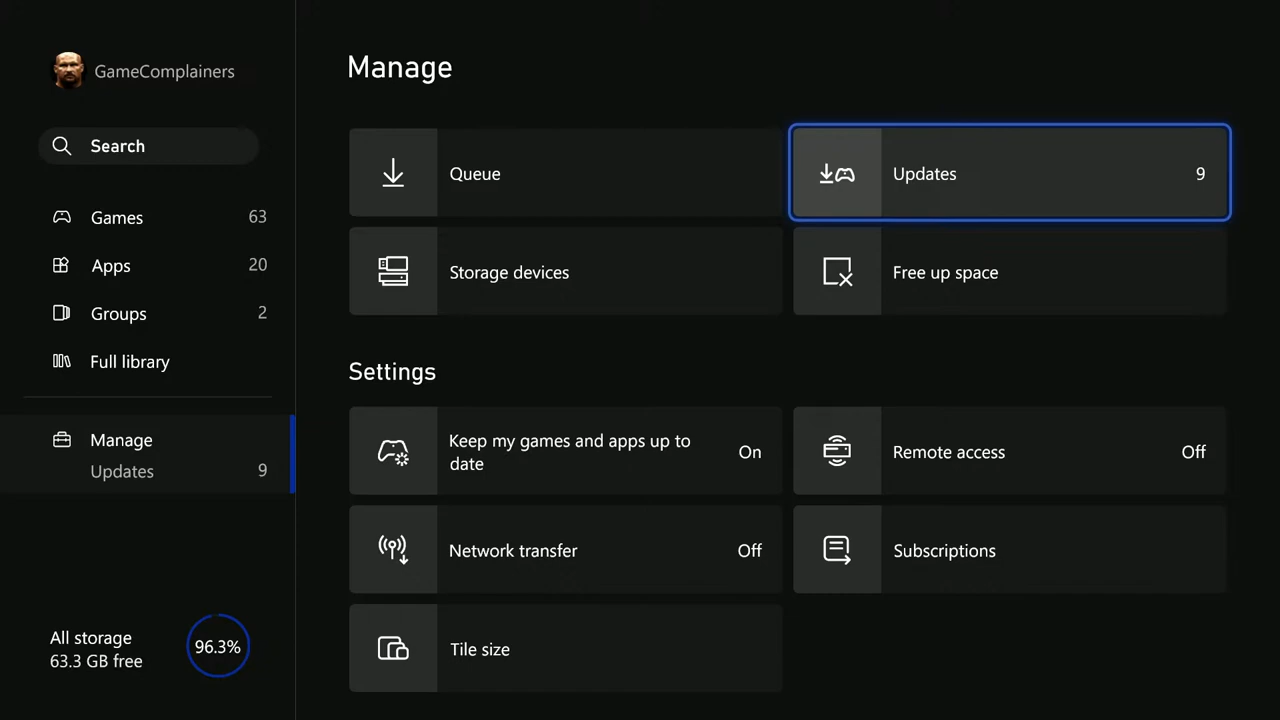 GameComplainers
Search
Games 63
Apps 20
Groups 2
Full library
Manage
Updates 9
All storage
63.3 GB free
96.3%
Manage
Queue
Updates 9
Storage devices
Free up space
Settings
Keep my games and apps up to
date
On
Remote access Off
Network transfer Off
Subscriptions
Tile size